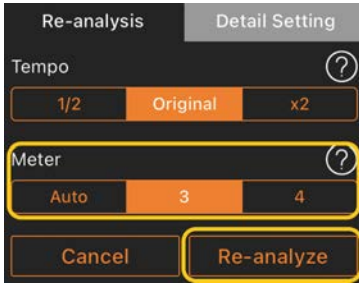 Re-analysis Detail Setting
Tempo ?
1/2 Original x2
Meter ?
Auto 3 4
Cancel Re-analyze